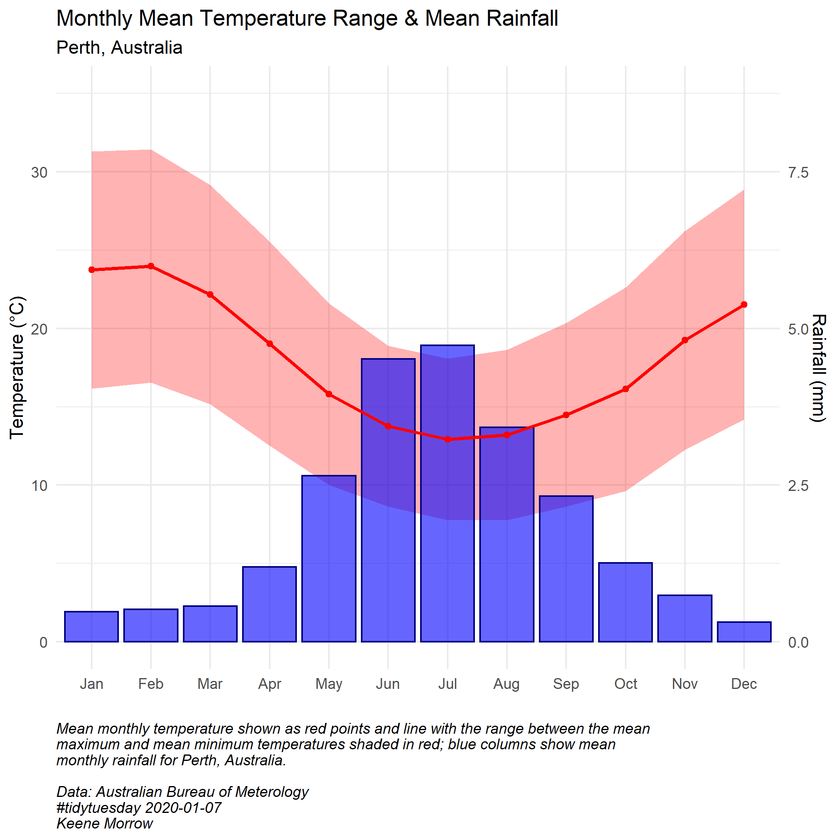 Monthly Mean Temperature Range & Mean Rainfall
Perth, Australia
Temperature (°C)
30
20
10
0
Rainfall (mm)
7.5
5.0
2.5
0.0
Jan Feb Mar Apr May Jun Jul Aug Sep Oct Nov Dec
Mean monthly temperature shown as red points and line with the range between the mean
maximum and mean minimum temperatures shaded in red; blue columns show mean
monthly rainfall for Perth, Australia.
Data: Australian Bureau of Meterology
#tidytuesday 2020-01-07
Keene Morrow